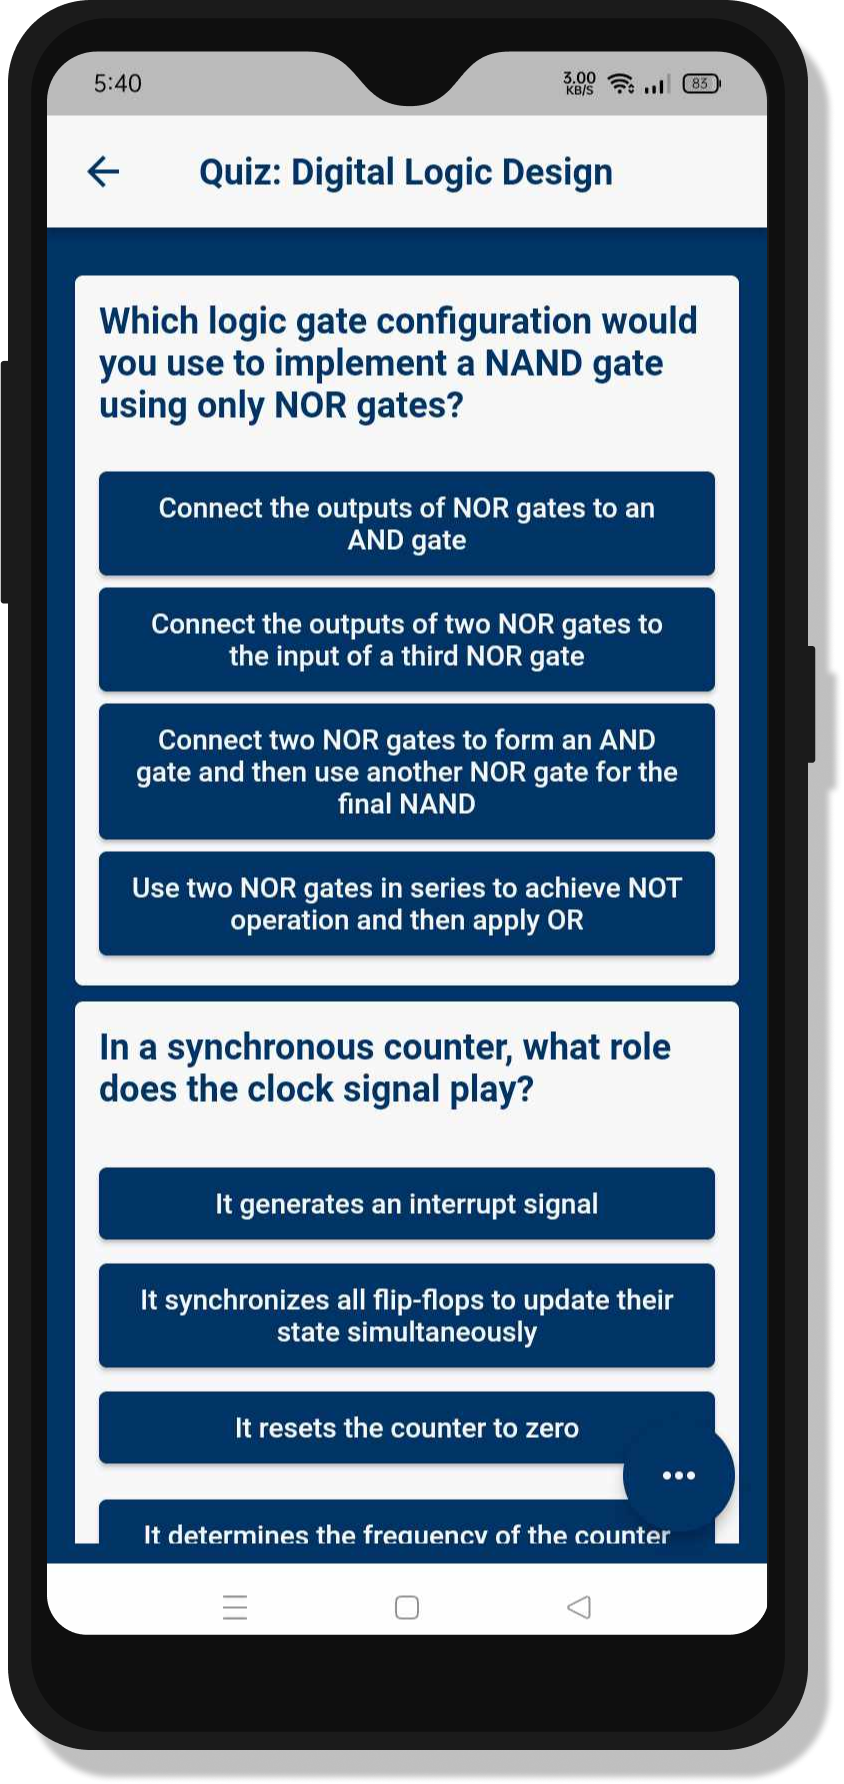 5:40
3.00
KB/S
83
Quiz: Digital Logic Design
Which logic gate configuration would
you use to implement a NAND gate
using only NOR gates?
Connect the outputs of NOR gates to an
AND gate
Connect the outputs of two NOR gates to
the input of a third NOR gate
Connect two NOR gates to form an AND
gate and then use another NOR gate for the
final NAND
Use two NOR gates in series to achieve NOT
operation and then apply OR
In a synchronous counter, what role
does the clock signal play?
It generates an interrupt signal
It synchronizes all flip-flops to update their
state simultaneously
It resets the counter to zero
It determines the frequency of the counter